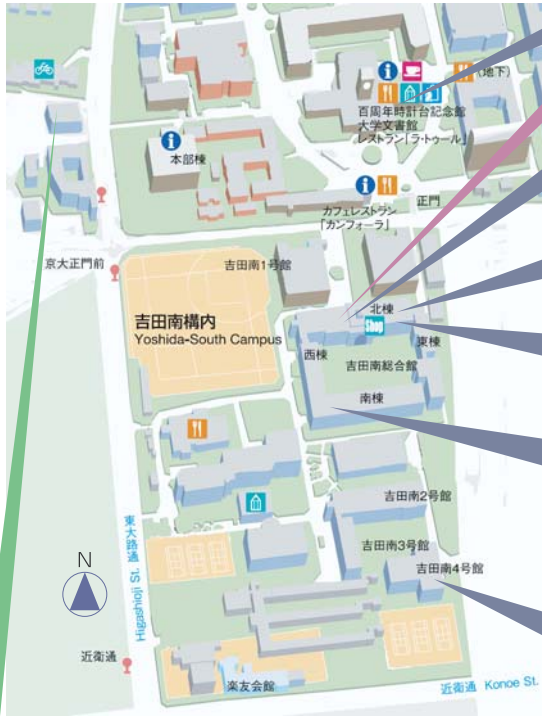 (地下)
百周年時計台記念館
大学文書館
レストラン「ラ・トゥール」
本部棟
カフェレストラン
「カンフォーラ」
正門
京大正門前
吉田南1号館
吉田南構内
Yoshida-South Campus
北棟
Shop
西棟
東棟
吉田南総合館
南棟
吉田南2号館
吉田南3号館
吉田南4号館
東大路通 Higashioji St.
N
近衛通
楽友会館
近衛通 Konoe St.